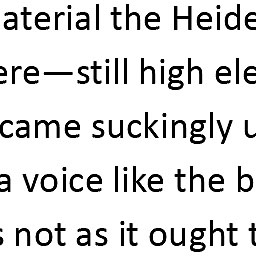 aterial the Heide
ere—still high ele
came suckingly u
a voice like the b
s not as it ought t